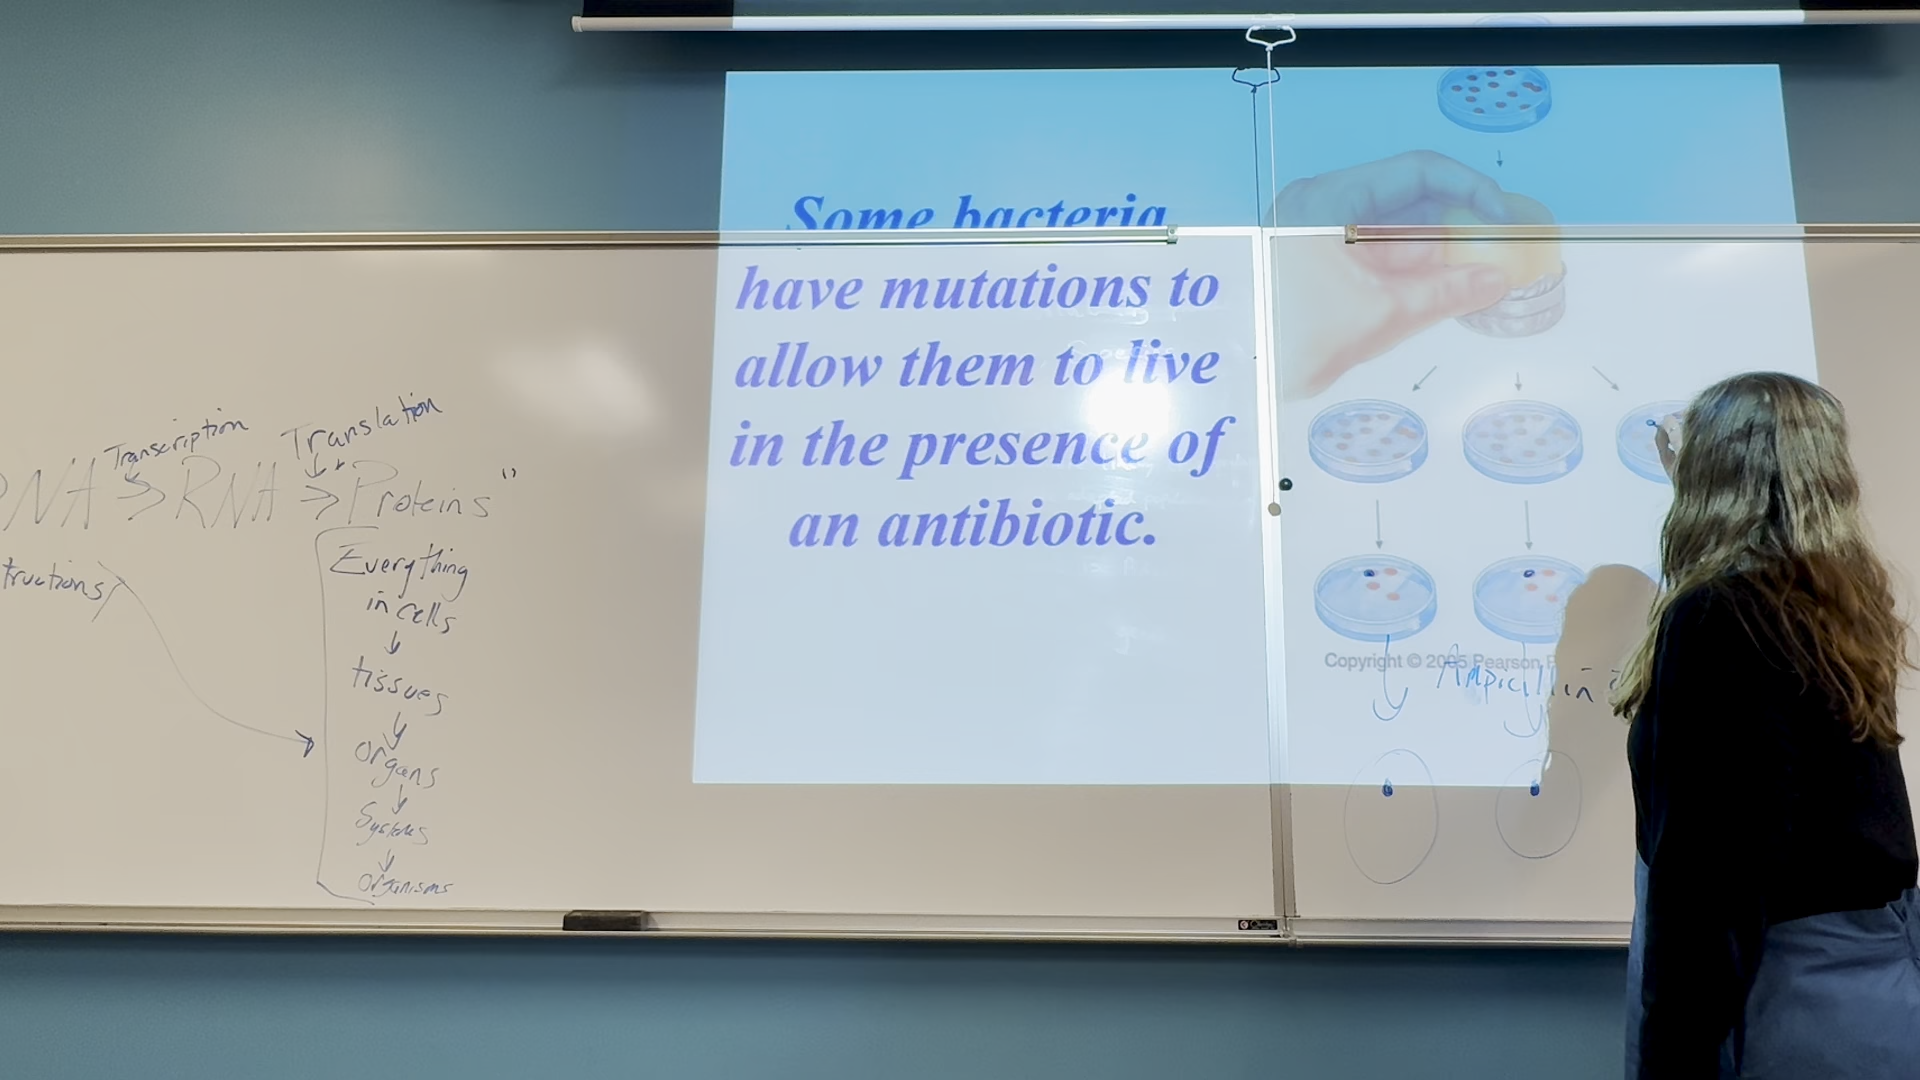 Some bacteria
have mutations to
allow them to live
in the presence of
an antibiotic.
Copyright © 2005 Pearson
Ampicillin
Transcription Translation
DNA → RNA → Proteins"
tructions)
Everything
in cells
↓
tissues
↓
Organs
↓
Systems
↓
Organisms